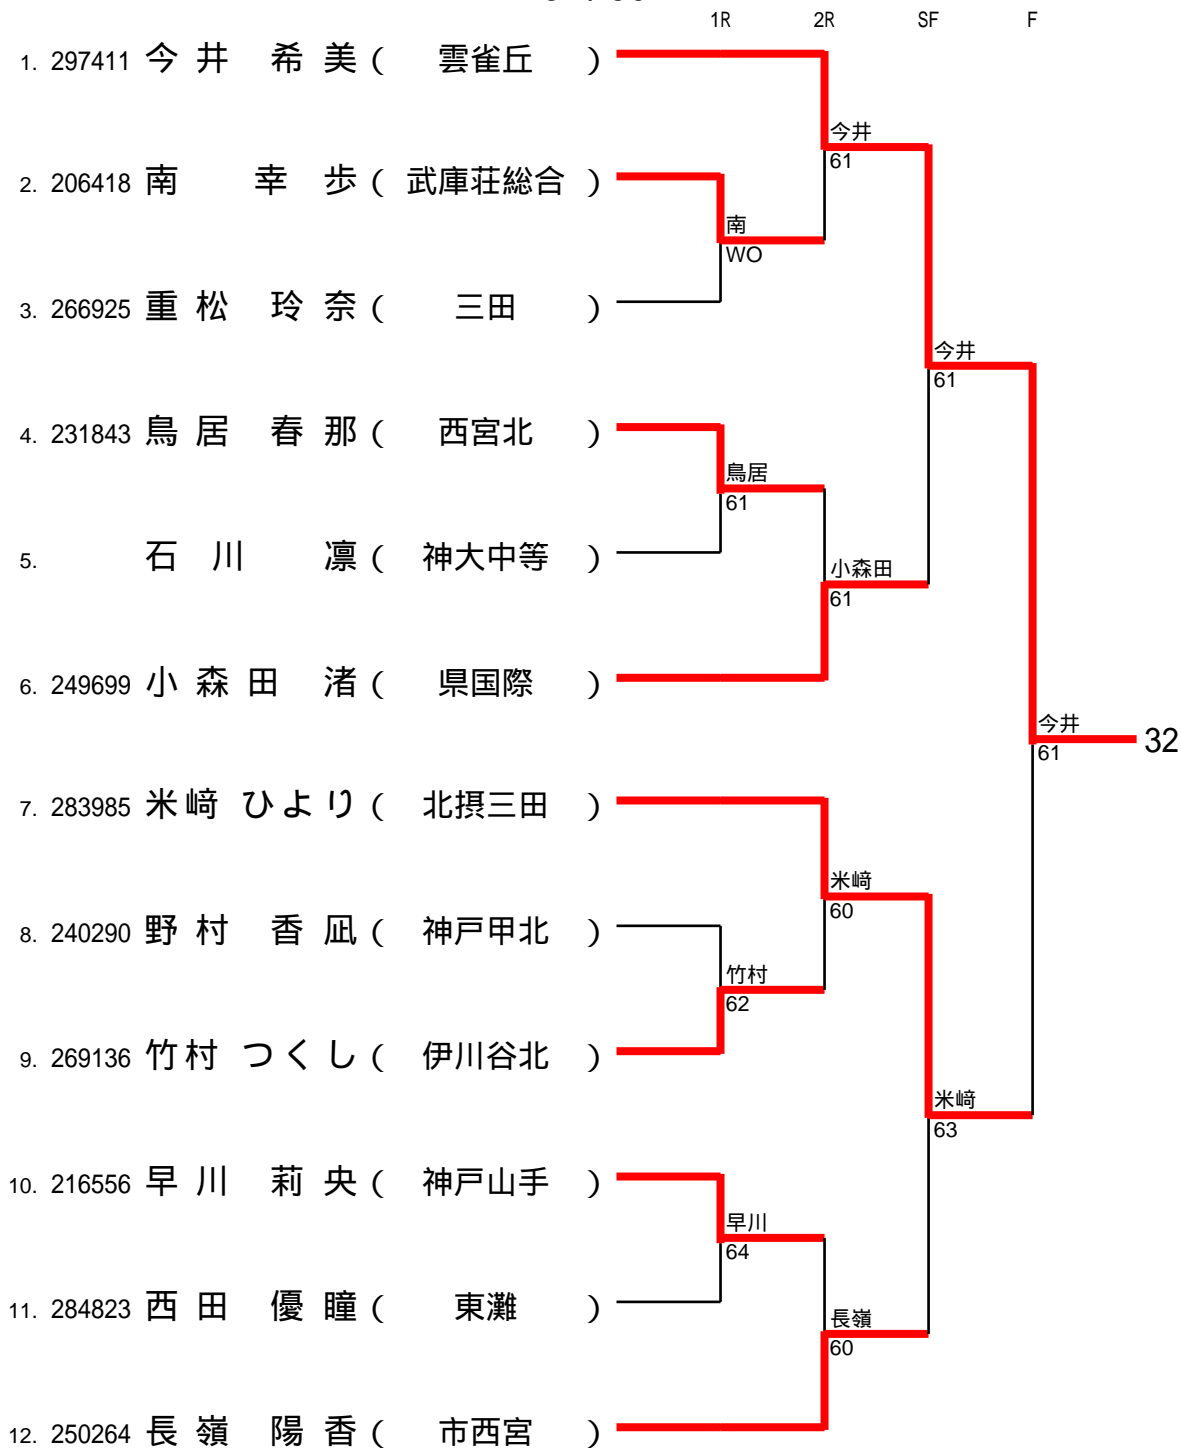 1R 2R SF F
1. 297411 今井 希美 ( 雲雀丘 )
今井
61
2. 206418 南 幸歩 ( 武庫荘総合 )
南
WO
3. 266925 重松 玲奈 ( 三田 )
今井
61
4. 231843 鳥居 春那 ( 西宮北 )
鳥居
61
5. 石川 凛 ( 神大中等 )
小森田
61
6. 249699 小森田 渚 ( 県国際 )
今井
61
32
7. 283985 米﨑 ひより ( 北摂三田 )
米﨑
60
8. 240290 野村 香凪 ( 神戸甲北 )
竹村
62
9. 269136 竹村 つくし ( 伊川谷北 )
米﨑
63
10. 216556 早川 莉央 ( 神戸山手 )
早川
64
11. 284823 西田 優瞳 ( 東灘 )
長嶺
60
12. 250264 長嶺 陽香 ( 市西宮 )